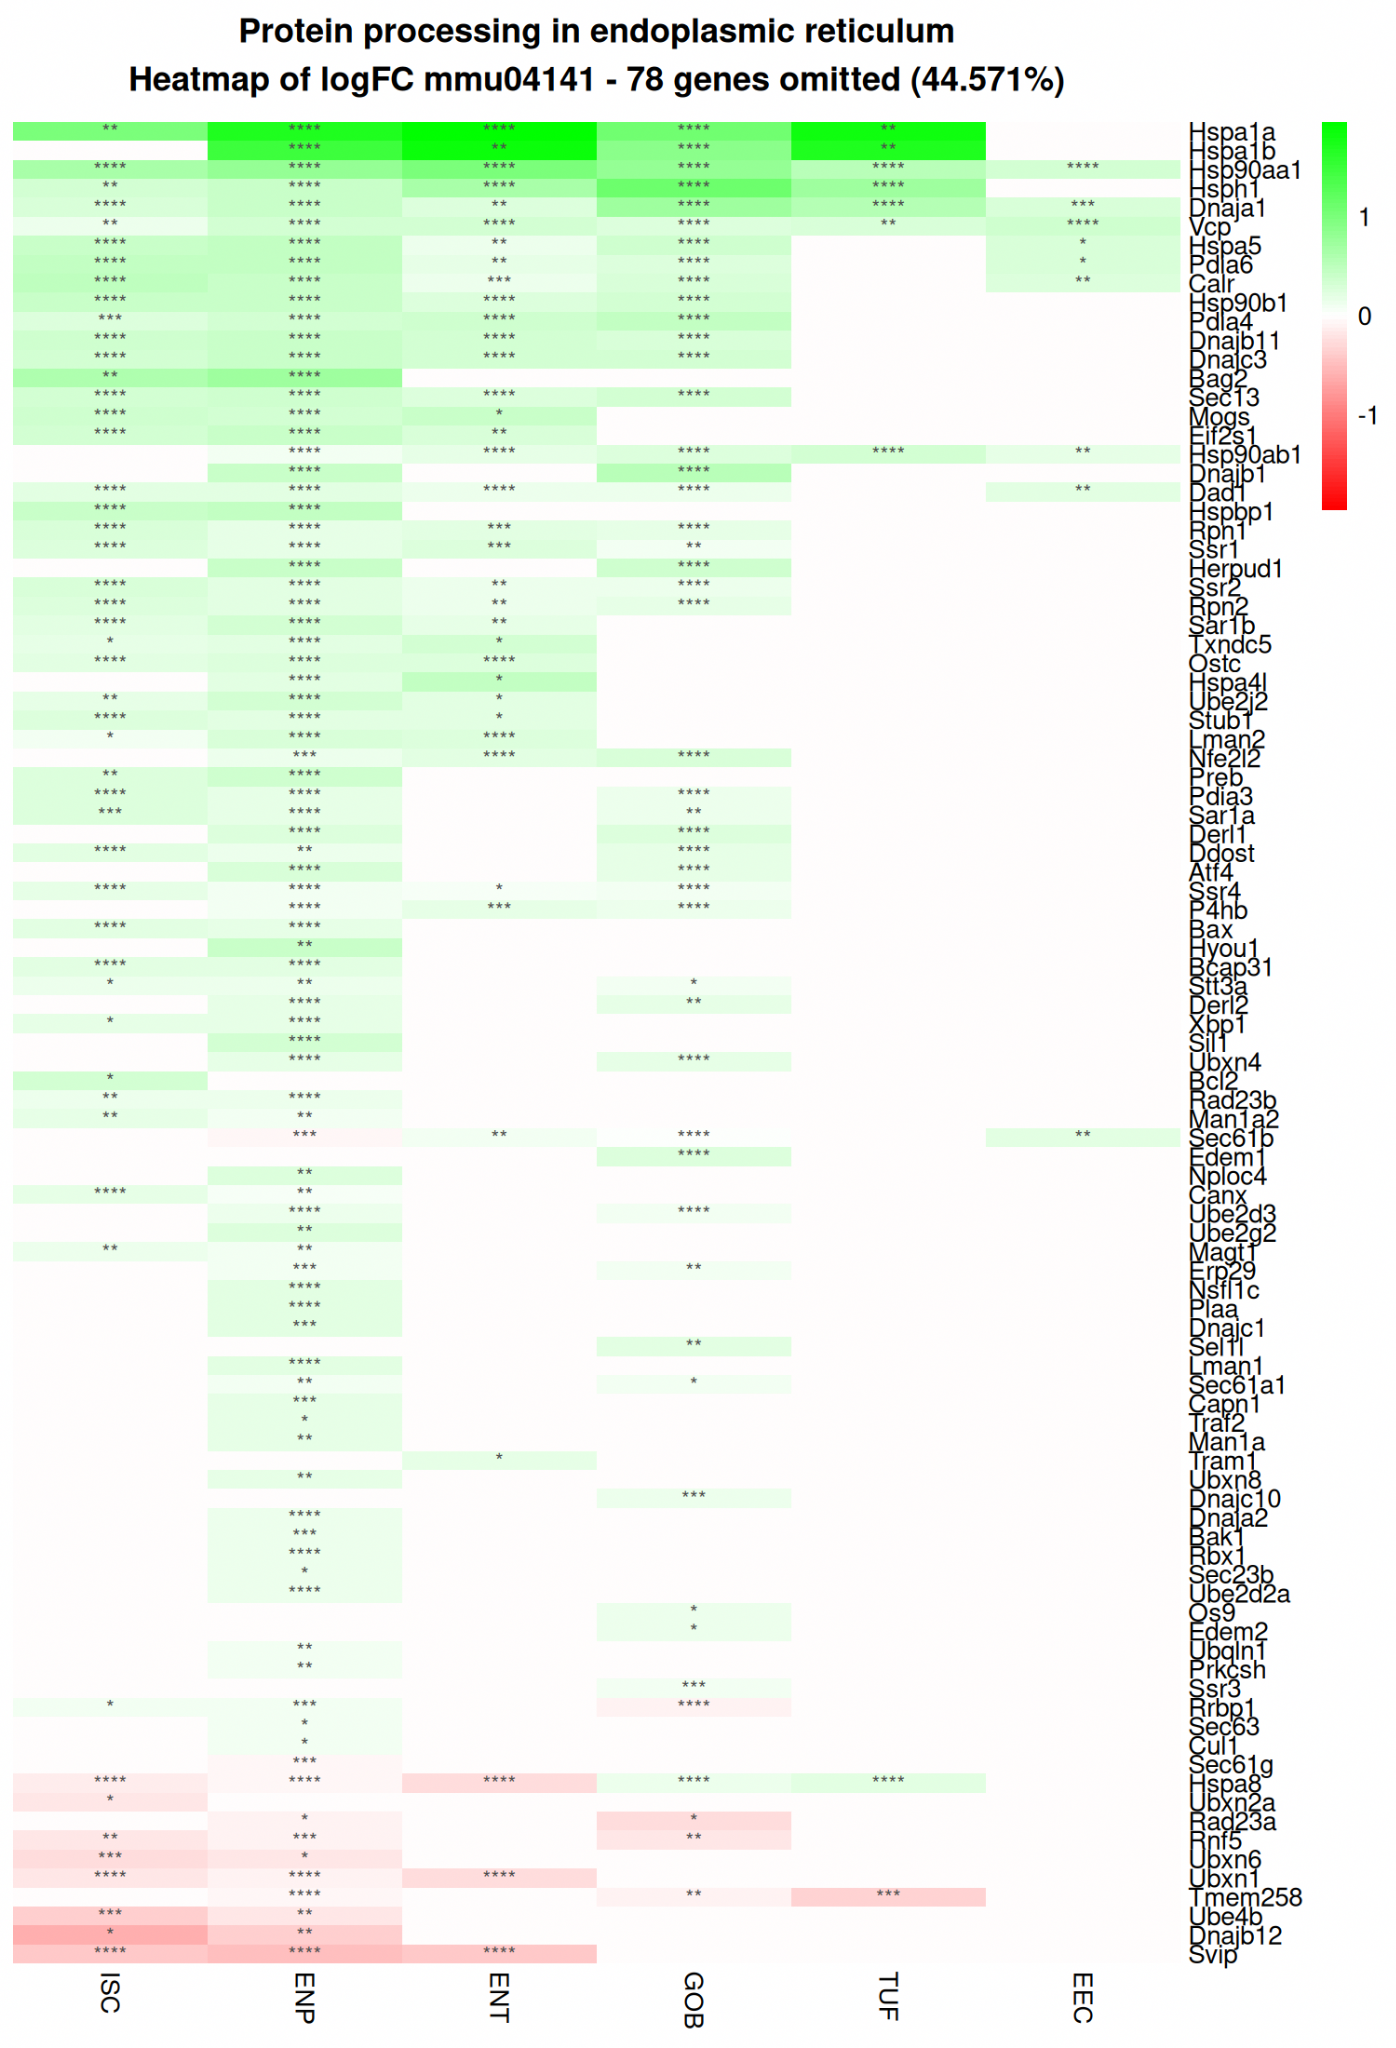 Protein processing in endoplasmic reticulum
Heatmap of logFC mmu04141 - 78 genes omitted (44.571%)
** **** **** **** ** Hspa1a
**** ** **** ** Hspa1b
**** **** **** **** **** **** Hsp90aa1
** **** **** **** **** Hsph1
**** **** ** **** **** *** Dnaja1
** **** **** **** ** **** Vcp
**** **** ** **** * Hspa5
**** **** ** **** * Pdia6
**** **** *** **** ** Calr
**** **** **** **** Hsp90b1
*** **** **** **** Pdia4
**** **** **** **** Dnajb11
**** **** **** **** Dnajc3
** **** Bag2
**** **** **** **** Sec13
**** **** * Mogs
**** **** ** Eif2s1
**** **** **** **** ** Hsp90ab1
**** **** Dnajb1
**** **** **** **** ** Dad1
**** **** Hspbp1
**** **** *** **** Rpn1
**** **** *** ** Ssr1
**** **** Herpud1
**** **** ** **** Ssr2
**** **** ** **** Rpn2
**** **** ** Sar1b
* **** * Txndc5
**** **** **** Ostc
**** * Hspa4l
** **** * Ube2j2
**** **** * Stub1
* **** **** Lman2
*** **** **** Nfe2l2
** **** Preb
**** **** **** Pdia3
*** **** ** Sar1a
**** **** Derl1
**** ** **** Ddost
**** **** Atf4
**** **** * **** Ssr4
**** *** **** P4hb
**** **** Bax
** Hyou1
**** **** Bcap31
* ** * Stt3a
**** ** Derl2
* **** Xbp1
**** Sil1
**** **** Ubxn4
* Bcl2
** **** Rad23b
** ** Man1a2
*** ** **** ** Sec61b
**** Edem1
** Nploc4
**** ** Canx
**** **** Ube2d3
** Ube2g2
** ** Magt1
*** ** Erp29
**** Nsfl1c
**** Plaa
*** Dnajc1
** Sel1l
**** Lman1
** * Sec61a1
*** Capn1
* Traf2
** Man1a
* Tram1
** Ubxn8
*** Dnajc10
**** Dnaja2
*** Bak1
**** Rbx1
* Sec23b
**** Ube2d2a
* Os9
* Edem2
** Ubqln1
** Prkcsh
*** Ssr3
* *** **** Rrbp1
* Sec63
* Cul1
*** Sec61g
**** **** **** **** **** Hspa8
* Ubxn2a
* * Rad23a
** *** ** Rnf5
*** * Ubxn6
**** **** **** Ubxn1
**** ** *** Tmem258
*** ** Ube4b
* ** Dnajb12
**** **** **** Svip
ISC
ENP
ENT
GOB
TUF
EEC
1
0
-1